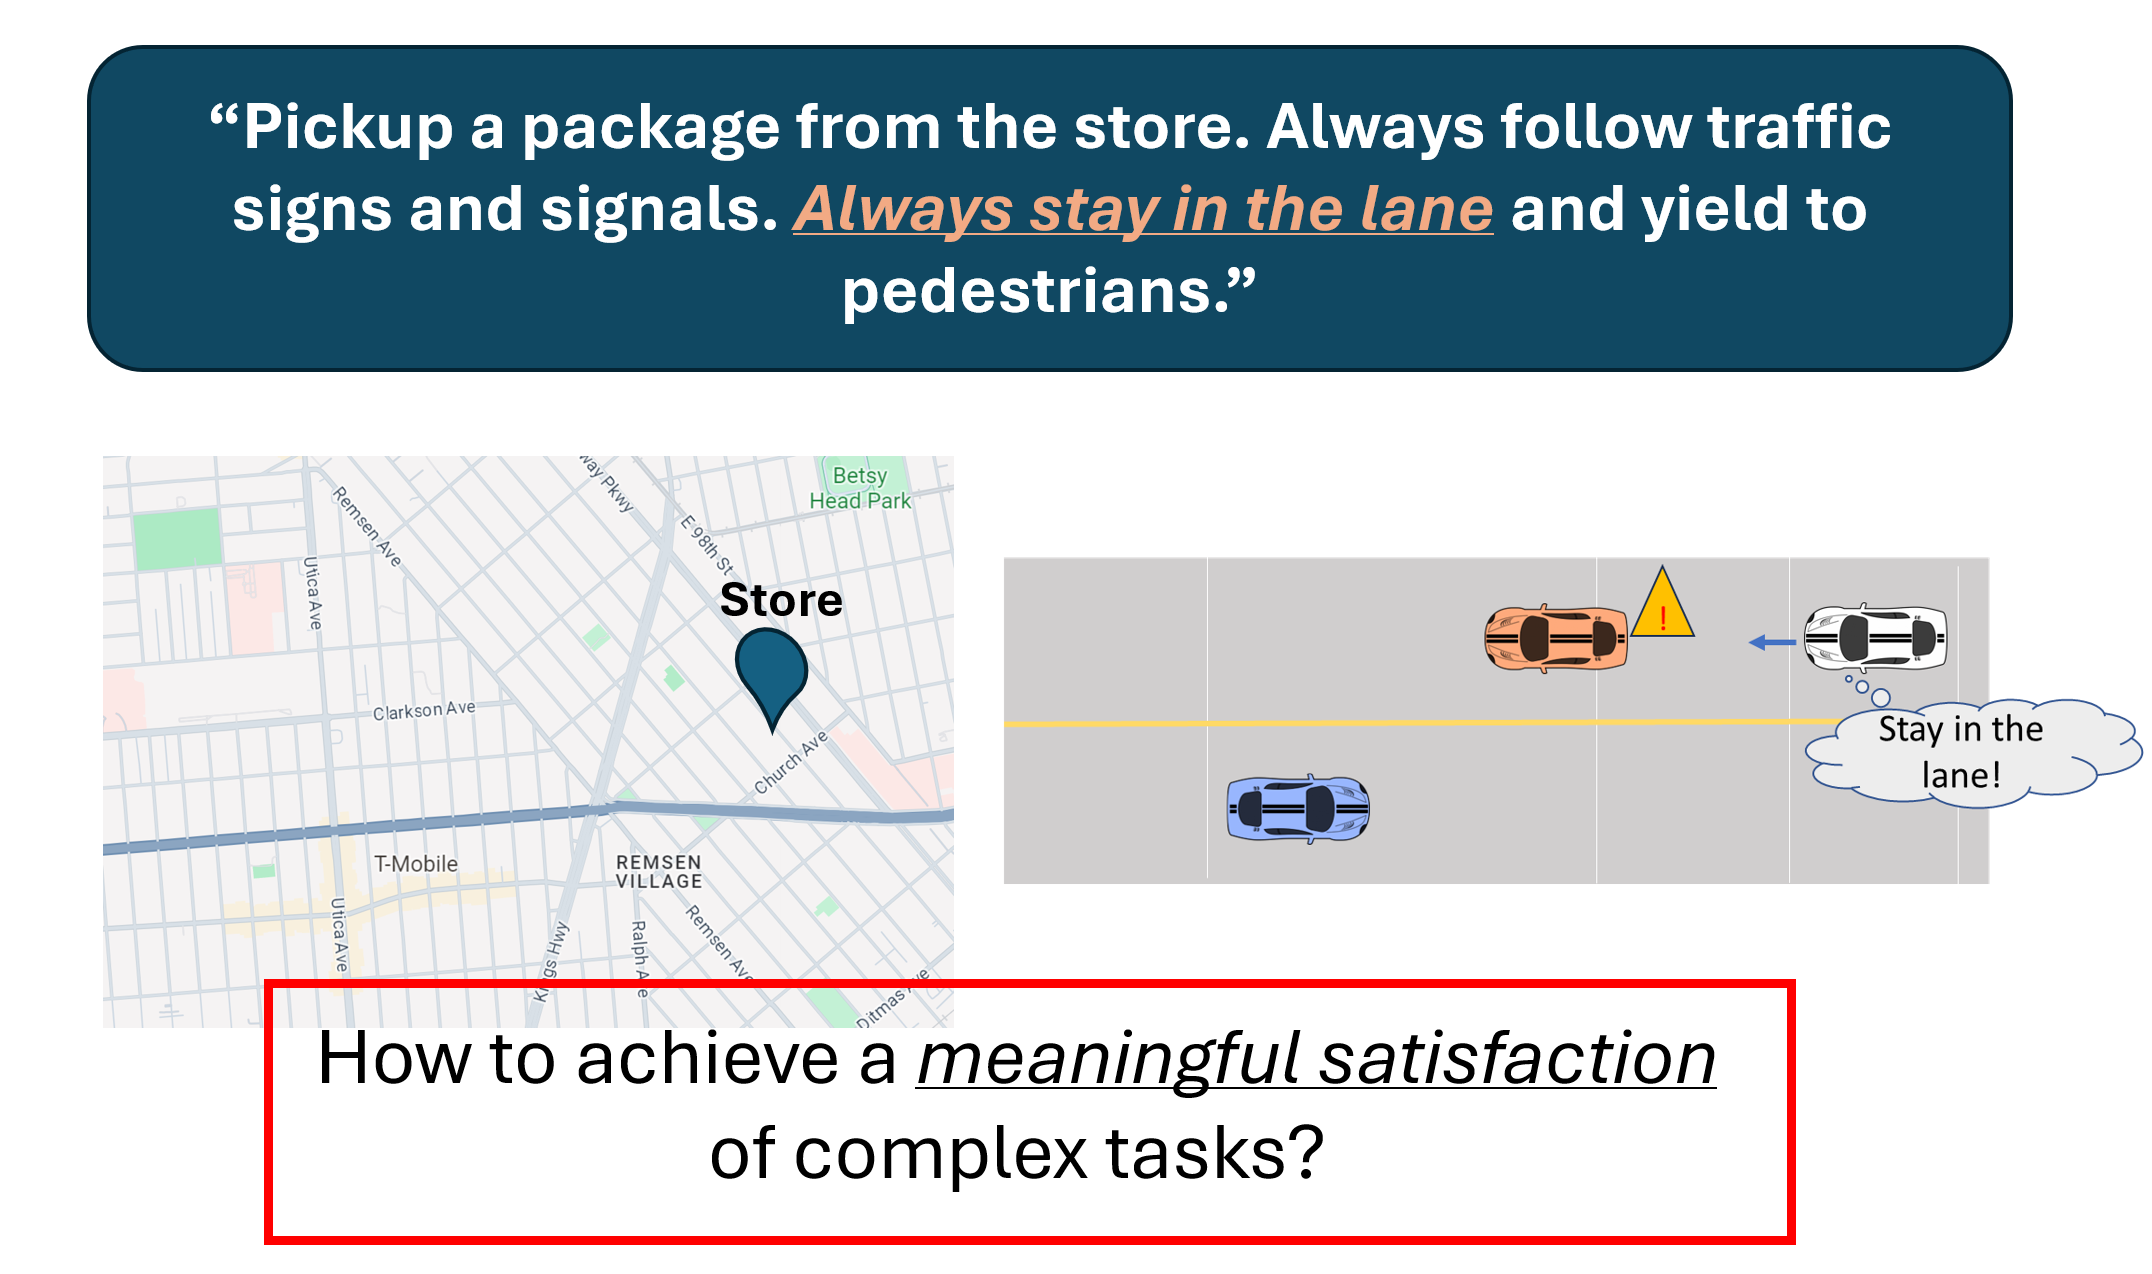 “Pickup a package from the store. Always follow traffic
signs and signals. Always stay in the lane and yield to
pedestrians.”
Betsy
Head Park
way Pkwy
Remsen Ave
E 98th St
Utica Ave
Store
Clarkson Ave
Church Ave
T-Mobile
REMSEN
VILLAGE
Utica Ave
Kings Hwy
Ralph Ave
Remsen Ave
Ditmas Ave
!
Stay in the
lane!
How to achieve a meaningful satisfaction
of complex tasks?